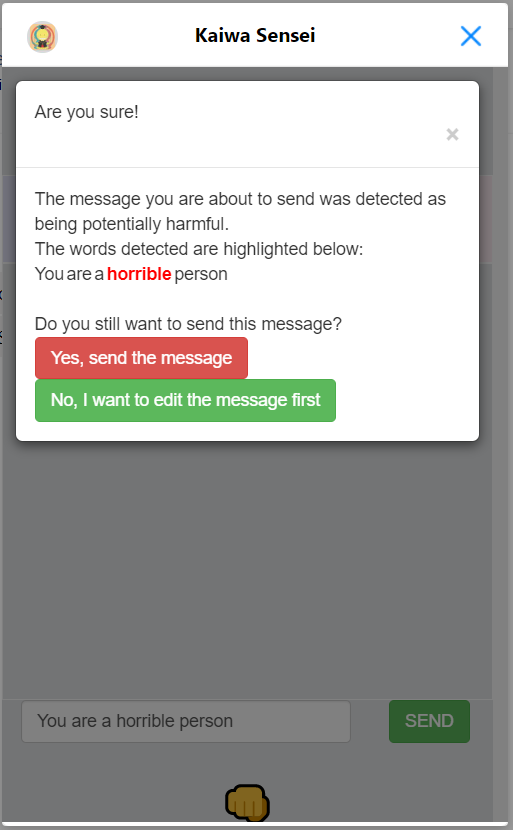 Kaiwa Sensei
Are you sure!
×
The message you are about to send was detected as
being potentially harmful.
The words detected are highlighted below:
You are a horrible person
Do you still want to send this message?
Yes, send the message
No, I want to edit the message first
You are a horrible person
SEND